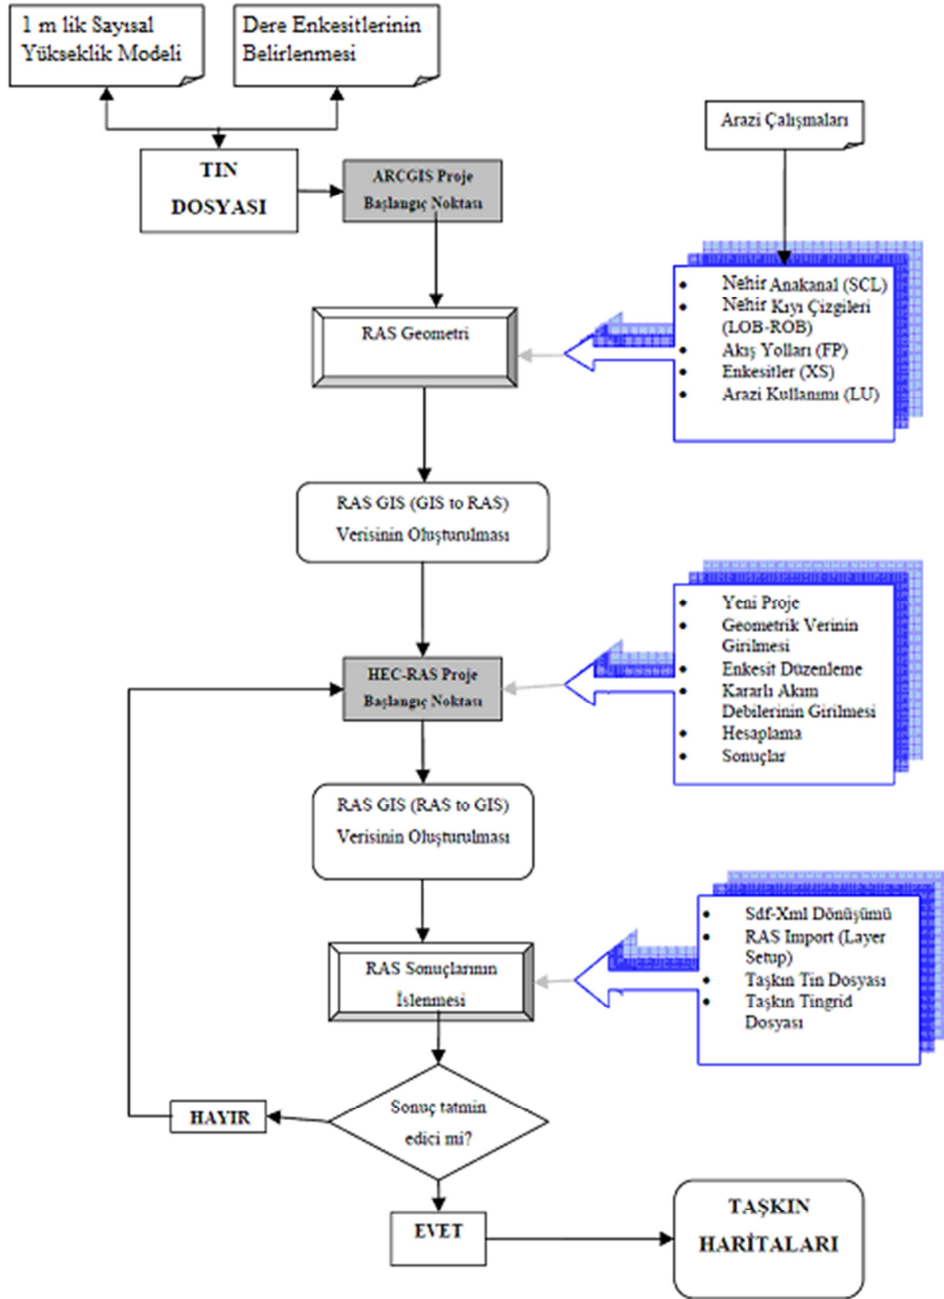 1 m lik Sayısal
Yükseklik Modeli
Dere Enkesitlerinin
Belirlenmesi
Arazi Çalışmaları
TIN
DOSYASI
ARCGIS Proje
Başlangıç Noktası
Nehir Anakanal (SCL)
Nehir Kıyı Çizgileri
(LOB-ROB)
Akış Yolları (FP)
Enkesitler (XS)
Arazi Kullanımı (LU)
RAS Geometri
RAS GIS (GIS to RAS)
Verisinin Oluşturulması
Yeni Proje
Geometrik Verinin
Girilmesi
Enkesit Düzenleme
Kararlı Akım
Debilerinin Girilmesi
Hesaplama
Sonuçlar
HEC-RAS Proje
Başlangıç Noktası
RAS GIS (RAS to GIS)
Verisinin Oluşturulması
Sdf-Xml Dönüşümü
RAS Import (Layer
Setup)
Taşkın Tin Dosyası
Taşkın Tingrid
Dosyası
RAS Sonuçlarının
İşlenmesi
Sonuç tatmin
edici mi?
HAYIR
EVET
TAŞKIN
HARİTALARI